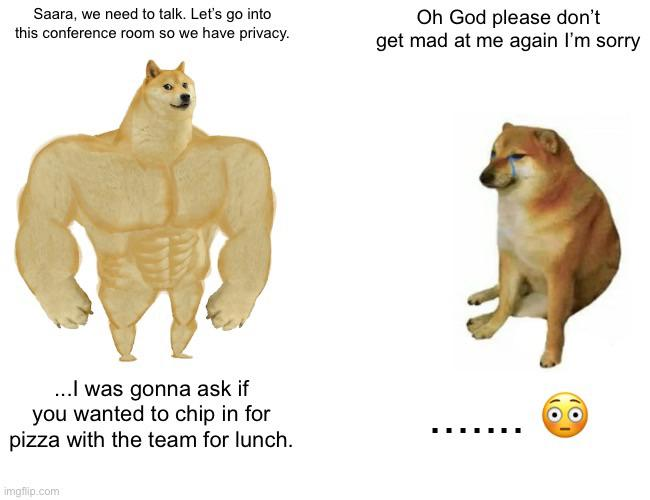 Saara, we need to talk. Let’s go into
this conference room so we have privacy.
Oh God please don’t
get mad at me again I’m sorry
...I was gonna ask if
you wanted to chip in for
pizza with the team for lunch.
....... 😳
imgflip.com